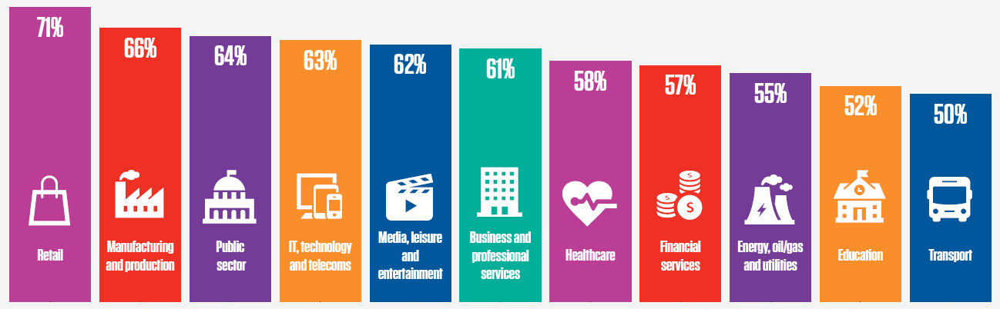 71%
Retail
66%
Manufacturing
and production
64%
Public
sector
63%
IT, technology
and telecoms
62%
Media, leisure
and
entertainment
61%
Business and
professional
services
58%
Healthcare
57%
$
$
$
Financial
services
55%
Energy, oil/gas
and utilities
52%
Education
50%
Transport